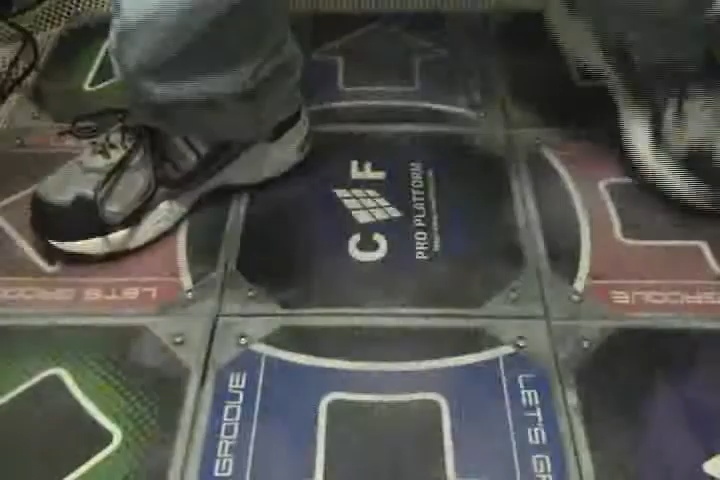 C F
PRO PLATFORM
LET'S GROOVE
GROOVE
GROOVE
LET'S GR